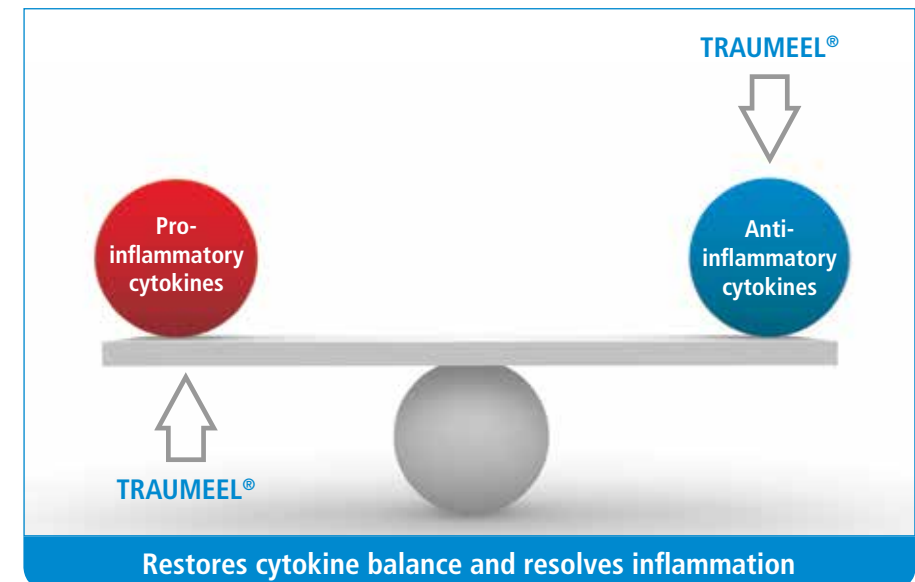 TRAUMEEL®
Pro-
inflammatory
cytokines
Anti-
inflammatory
cytokines
TRAUMEEL®
Restores cytokine balance and resolves inflammation